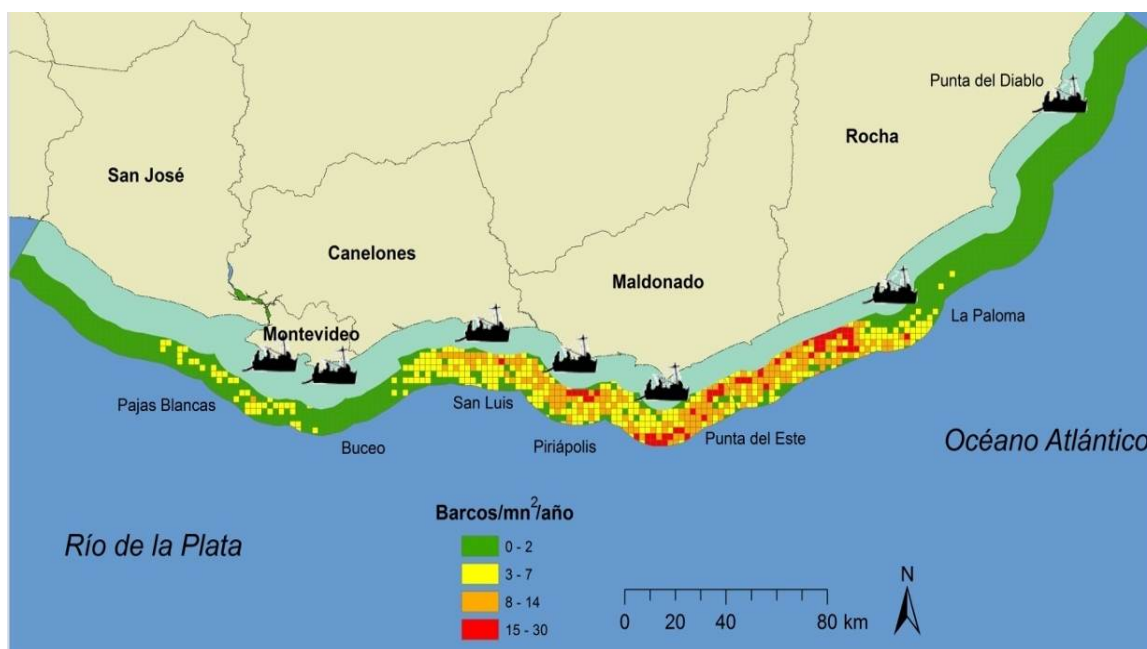 Punta del Diablo
Rocha
San José
Canelones
Maldonado
Montevideo
La Paloma
Pajas Blancas
San Luis
Buceo
Piriápolis
Punta del Este
Océano Atlántico
Río de la Plata
Barcos/mn²/año
0 - 2
3 - 7
8 - 14
15 - 30
N
0 20 40 80 km